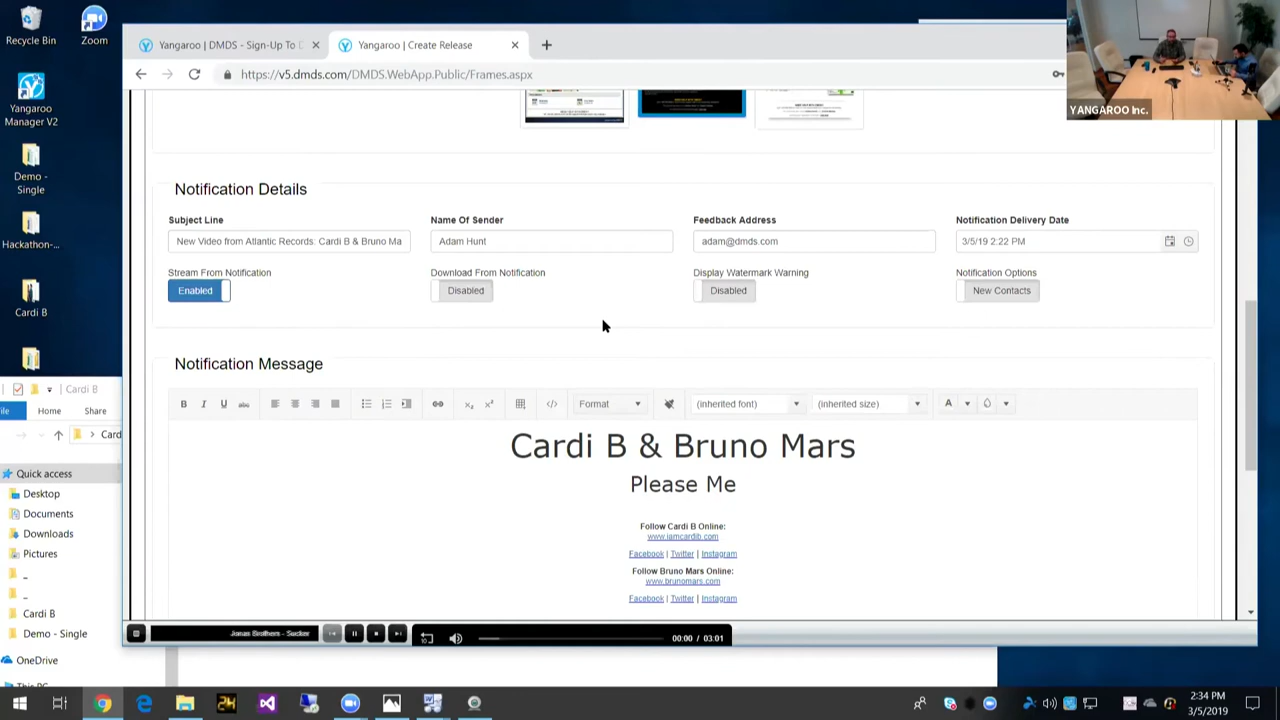 Recycle Bin
Zoom
Yangaroo
Manager V2
Demo -
Single
Hackathon-...
Cardi B
Yangaroo | DMDS - Sign-Up To
Yangaroo | Create Release
https://v5.dmds.com/DMDS.WebApp.Public/Frames.aspx
YANGAROO Inc.
Notification Details
Subject Line
Name Of Sender
Feedback Address
Notification Delivery Date
New Video from Atlantic Records: Cardi B & Bruno Ma
Adam Hunt
adam@dmds.com
3/5/19 2:22 PM
Stream From Notification
Download From Notification
Display Watermark Warning
Notification Options
Enabled
Disabled
Disabled
New Contacts
Notification Message
B I U abc
Format
(inherited font)
(inherited size)
A
Cardi B & Bruno Mars
Please Me
Follow Cardi B Online:
www.iamcardib.com
Facebook | Twitter | Instagram
Follow Bruno Mars Online:
www.brunomars.com
Facebook | Twitter | Instagram
Cardi B
ile
Home
Share
Card
Quick access
Desktop
Documents
Downloads
Pictures
Cardi B
Demo - Single
OneDrive
Jonas Brothers - Sucker
00:00 / 03:01
2:34 PM
3/5/2019